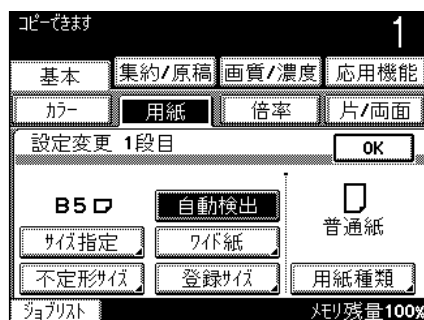 コピーできます 1
基本 集約/原稿 画質/濃度 応用機能
カラー 用紙 倍率 片/両面
設定変更 1段目 OK
B5 自動検出
普通紙
サイズ指定 ワイド紙
不定形サイズ 登録サイズ 用紙種類
ジョブリスト メモリ残量100%